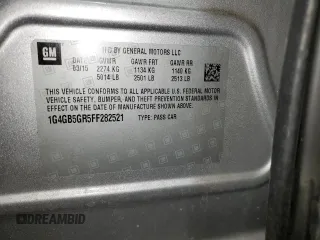 GM
MFD BY GENERAL MOTORS LLC
DATE GVWR GAWR FRT GAWR RR
03/15 2274 KG 1134 KG 1140 KG
5014 LB 2501 LB 2513 LB
THIS VEHICLE CONFORMS TO ALL APPLICABLE U.S. FEDERAL MOTOR
VEHICLE SAFETY, BUMPER, AND THEFT PREVENTION STANDARDS
IN EFFECT ON THE DATE OF MANUFACTURE SHOWN ABOVE.
1G4GB5GR5FF282521 TYPE: PASS CAR
©DREAMBID